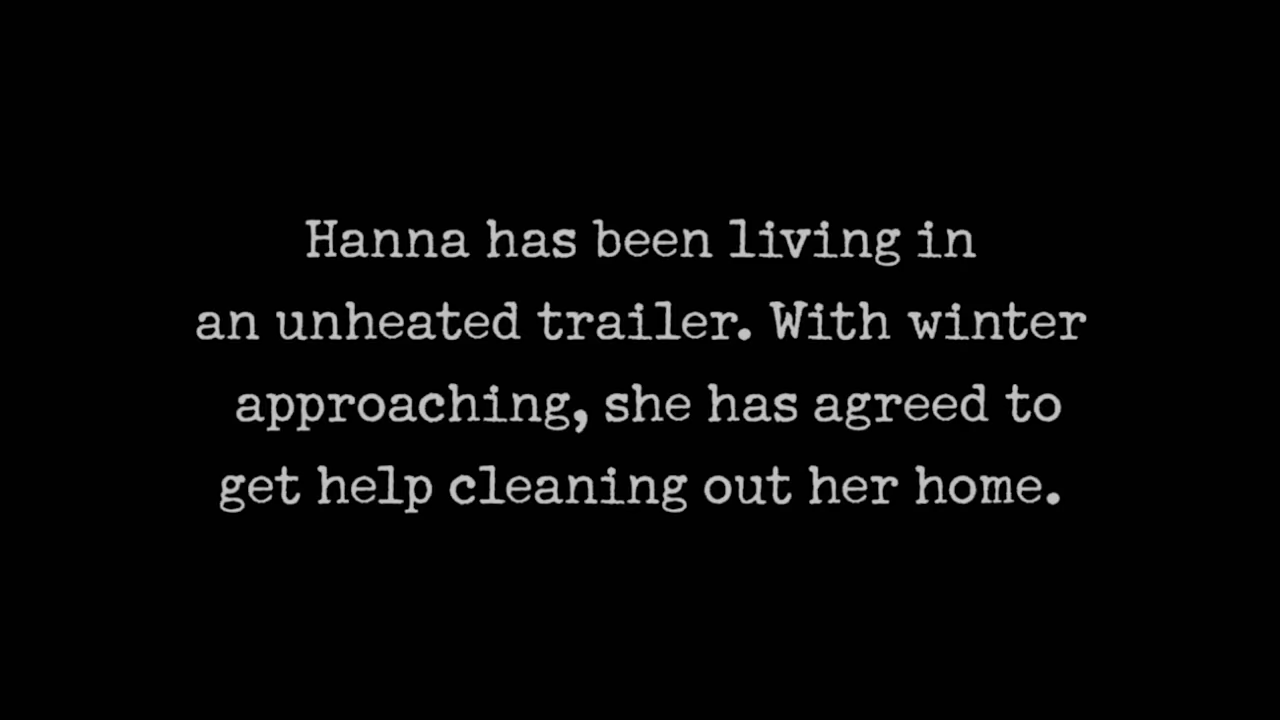 Hanna has been living in
an unheated trailer. With winter
approaching, she has agreed to
get help cleaning out her home.